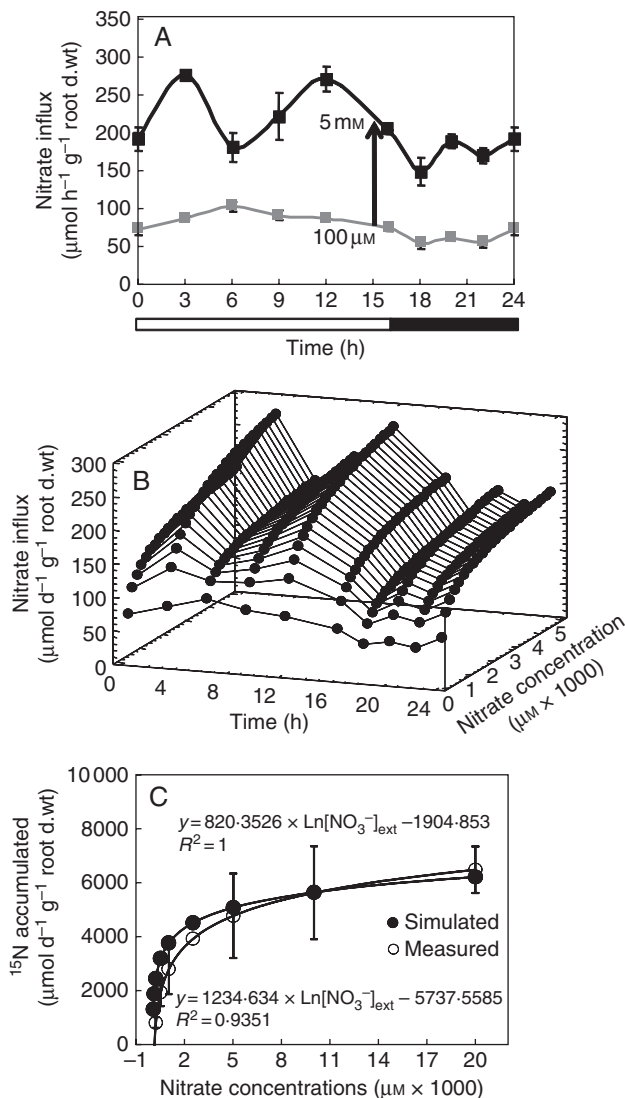 A
Nitrate influx
(µmol h⁻¹ g⁻¹ root d.wt)
350
300
250
200
150
100
50
0
5 mM
100 µM
0 3 6 9 12 15 18 21 24
Time (h)
B
Nitrate influx
(µmol d⁻¹ g⁻¹ root d.wt)
300
250
200
150
100
50
0
0 4 8 12 16 20 24
Time (h)
0 1 2 3 4 5
Nitrate concentration
(µM × 1000)
C
¹⁵N accumulated
(µmol d⁻¹ g⁻¹ root d.wt)
10 000
8000
6000
4000
2000
0
y = 820·3526 × Ln[NO₃⁻]ext −1904·853
R² = 1
Simulated
Measured
y = 1234·634 × Ln[NO₃⁻]ext − 5737·5585
R² = 0·9351
−1 2 5 8 11 14 17 20
Nitrate concentrations (µM × 1000)